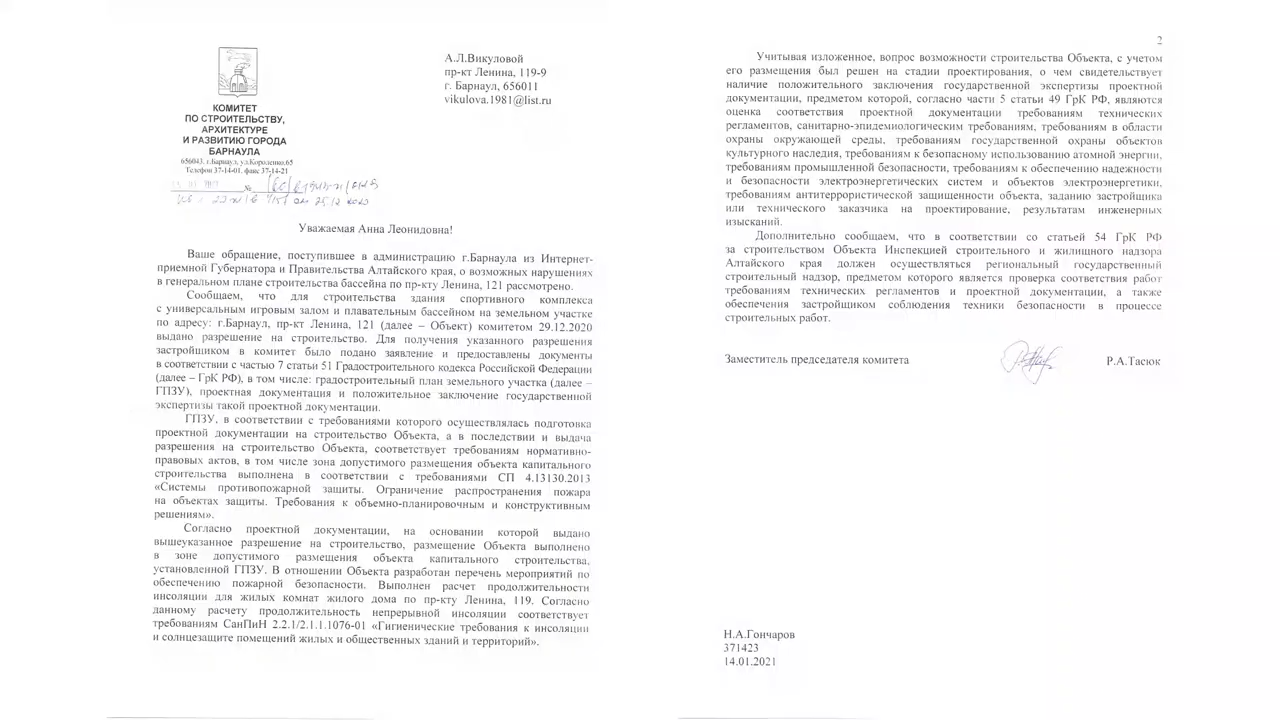 КОМИТЕТ
ПО СТРОИТЕЛЬСТВУ,
АРХИТЕКТУРЕ
И РАЗВИТИЮ ГОРОДА
БАРНАУЛА
656043, г.Барнаул, ул.Короленко,65
Телефон 37-14-01, факс 37-14-21
№
25.12.2020
А.Л.Викуловой
пр-кт Ленина, 119-9
г. Барнаул, 656011
vikulova.1981@list.ru
Уважаемая Анна Леонидовна!
Ваше обращение, поступившее в администрацию г.Барнаула из Интернет-
приемной Губернатора и Правительства Алтайского края, о возможных нарушениях
в генеральном плане строительства бассейна по пр-кту Ленина, 121 рассмотрено.
Сообщаем, что для строительства здания спортивного комплекса
с универсальным игровым залом и плавательным бассейном на земельном участке
по адресу: г.Барнаул, пр-кт Ленина, 121 (далее – Объект) комитетом 29.12.2020
выдано разрешение на строительство. Для получения указанного разрешения
застройщиком в комитет было подано заявление и предоставлены документы
в соответствии с частью 7 статьи 51 Градостроительного кодекса Российской Федерации
(далее – ГрК РФ), в том числе: градостроительный план земельного участка (далее –
ГПЗУ), проектная документация и положительное заключение государственной
экспертизы такой проектной документации.
ГПЗУ, в соответствии с требованиями которого осуществлялась подготовка
проектной документации на строительство Объекта, а в последствии и выдача
разрешения на строительство Объекта, соответствует требованиям нормативно-
правовых актов, в том числе зона допустимого размещения объекта капитального
строительства выполнена в соответствии с требованиями СП 4.13130.2013
«Системы противопожарной защиты. Ограничение распространения пожара
на объектах защиты. Требования к объемно-планировочным и конструктивным
решениям».
Согласно проектной документации, на основании которой выдано
вышеуказанное разрешение на строительство, размещение Объекта выполнено
в зоне допустимого размещения объекта капитального строительства,
установленной ГПЗУ. В отношении Объекта разработан перечень мероприятий по
обеспечению пожарной безопасности. Выполнен расчет продолжительности
инсоляции для жилых комнат жилого дома по пр-кту Ленина, 119. Согласно
данному расчету продолжительность непрерывной инсоляции соответствует
требованиям СанПиН 2.2.1/2.1.1.1076-01 «Гигиенические требования к инсоляции
и солнцезащите помещений жилых и общественных зданий и территорий».
2
Учитывая изложенное, вопрос возможности строительства Объекта, с учетом
его размещения был решен на стадии проектирования, о чем свидетельствует
наличие положительного заключения государственной экспертизы проектной
документации, предметом которой, согласно части 5 статьи 49 ГрК РФ, являются
оценка соответствия проектной документации требованиям технических
регламентов, санитарно-эпидемиологическим требованиям, требованиям в области
охраны окружающей среды, требованиям государственной охраны объектов
культурного наследия, требованиям к безопасному использованию атомной энергии,
требованиям промышленной безопасности, требованиям к обеспечению надежности
и безопасности электроэнергетических систем и объектов электроэнергетики,
требованиям антитеррористической защищенности объекта, заданию застройщика
или технического заказчика на проектирование, результатам инженерных
изысканий.
Дополнительно сообщаем, что в соответствии со статьей 54 ГрК РФ
за строительством Объекта Инспекцией строительного и жилищного надзора
Алтайского края должен осуществляться региональный государственный
строительный надзор, предметом которого является проверка соответствия работ
требованиям технических регламентов и проектной документации, а также
обеспечения застройщиком соблюдения техники безопасности в процессе
строительных работ.
Заместитель председателя комитета Р.А.Тасюк
Н.А.Гончаров
371423
14.01.2021